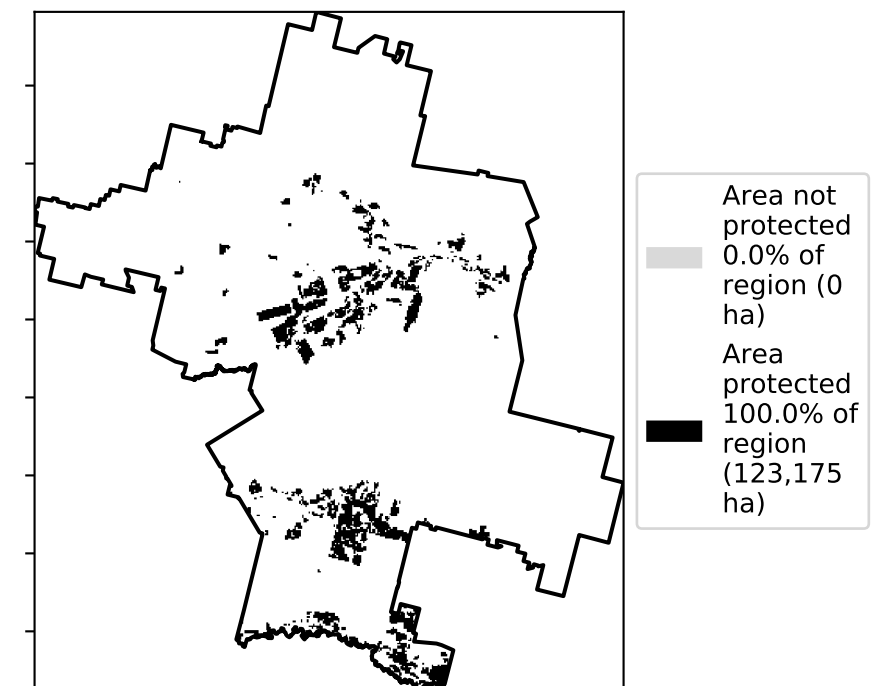 Area not
protected
0.0% of
region (0
ha)
Area
protected
100.0% of
region
(123,175
ha)